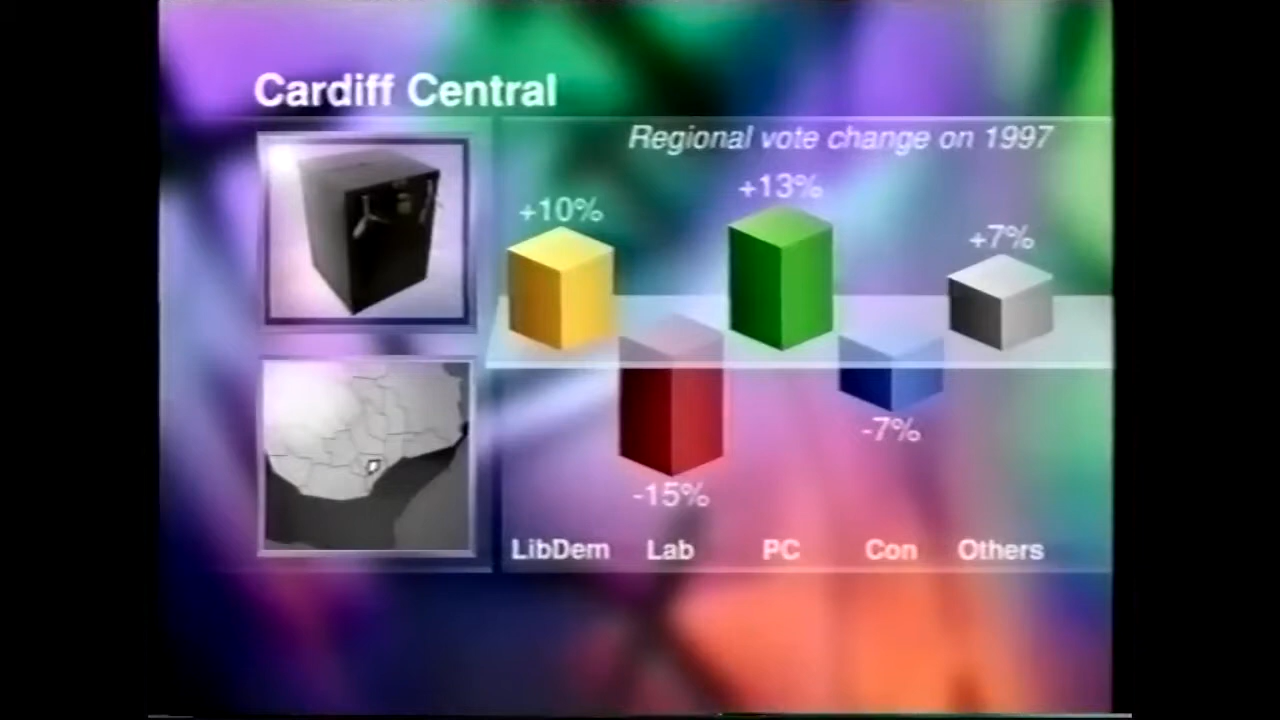 Cardiff Central
Regional vote change on 1997
+10%
-15%
+13%
-7%
+7%
LibDem Lab PC Con Others